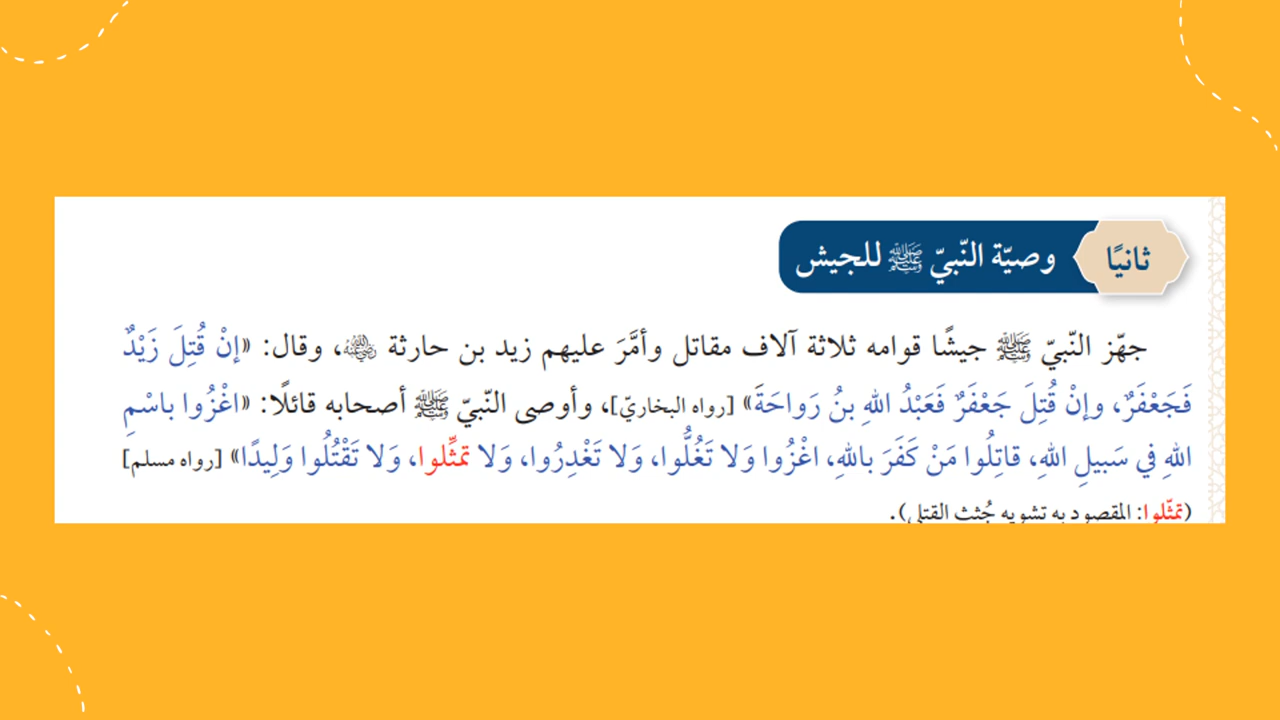 ثانيًا
وصيّة النّبيّ ﷺ للجيش
جهّز النّبيّ ﷺ جيشًا قوامه ثلاثة آلاف مقاتل وأمَّرَ عليهم زيد بن حارثة رضي الله عنه، وقال: «إنْ قُتِلَ زَيْدٌ
فَجَعْفَرٌ، وإنْ قُتِلَ جَعْفَرٌ فَعَبْدُ اللهِ بنُ رَواحَةَ» [رواه البخاريّ]، وأوصى النّبيّ ﷺ أصحابه قائلًا: «اغْزُوا باسْمِ
اللهِ في سَبيلِ اللهِ، قاتِلُوا مَنْ كَفَرَ باللهِ، اغْزُوا وَلا تَغُلُّوا، وَلا تَغْدِرُوا، وَلا تمثِّلوا، وَلا تَقْتُلُوا وَلِيدًا» [رواه مسلم]
(تمثّلوا: المقصود به تشويه جُثث القتلى).